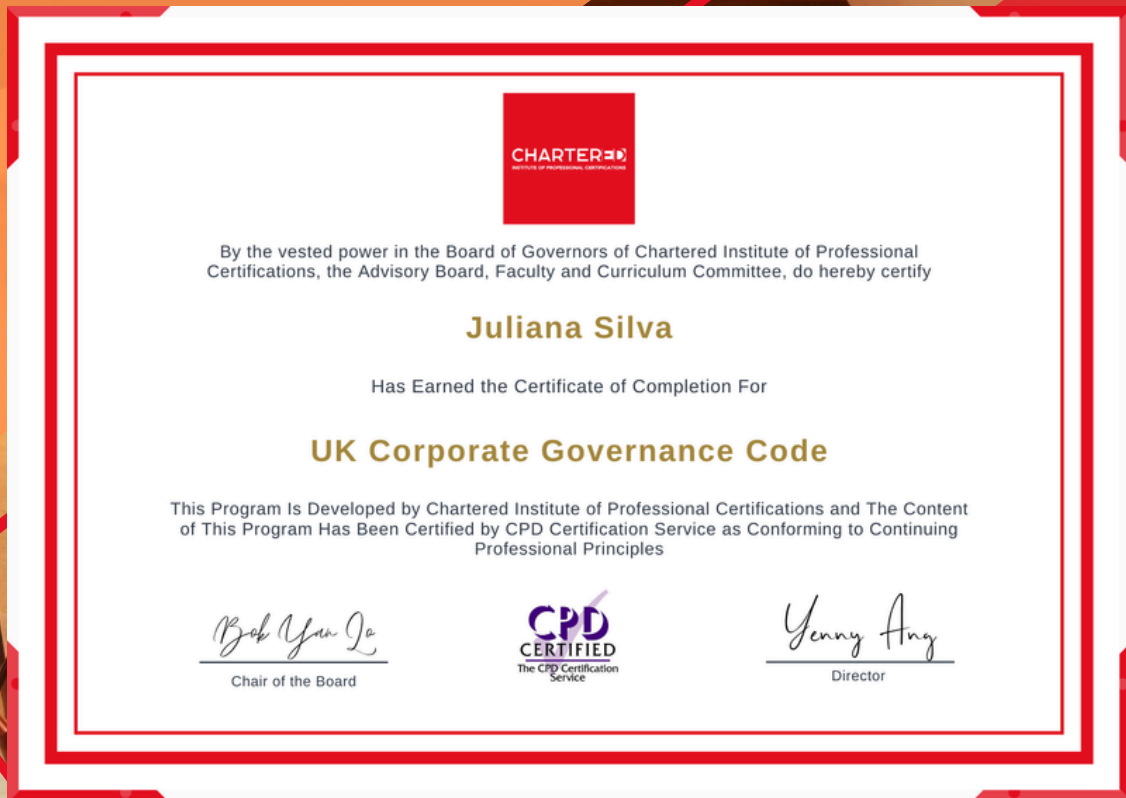 CHARTERED
INSTITUTE OF PROFESSIONAL CERTIFICATIONS
By the vested power in the Board of Governors of Chartered Institute of Professional
Certifications, the Advisory Board, Faculty and Curriculum Committee, do hereby certify
Juliana Silva
Has Earned the Certificate of Completion For
UK Corporate Governance Code
This Program Is Developed by Chartered Institute of Professional Certifications and The Content
of This Program Has Been Certified by CPD Certification Service as Conforming to Continuing
Professional Principles
Bok Yan Lo
Chair of the Board
CPD
CERTIFIED
The CPD Certification
Service
Yenny Ang
Director